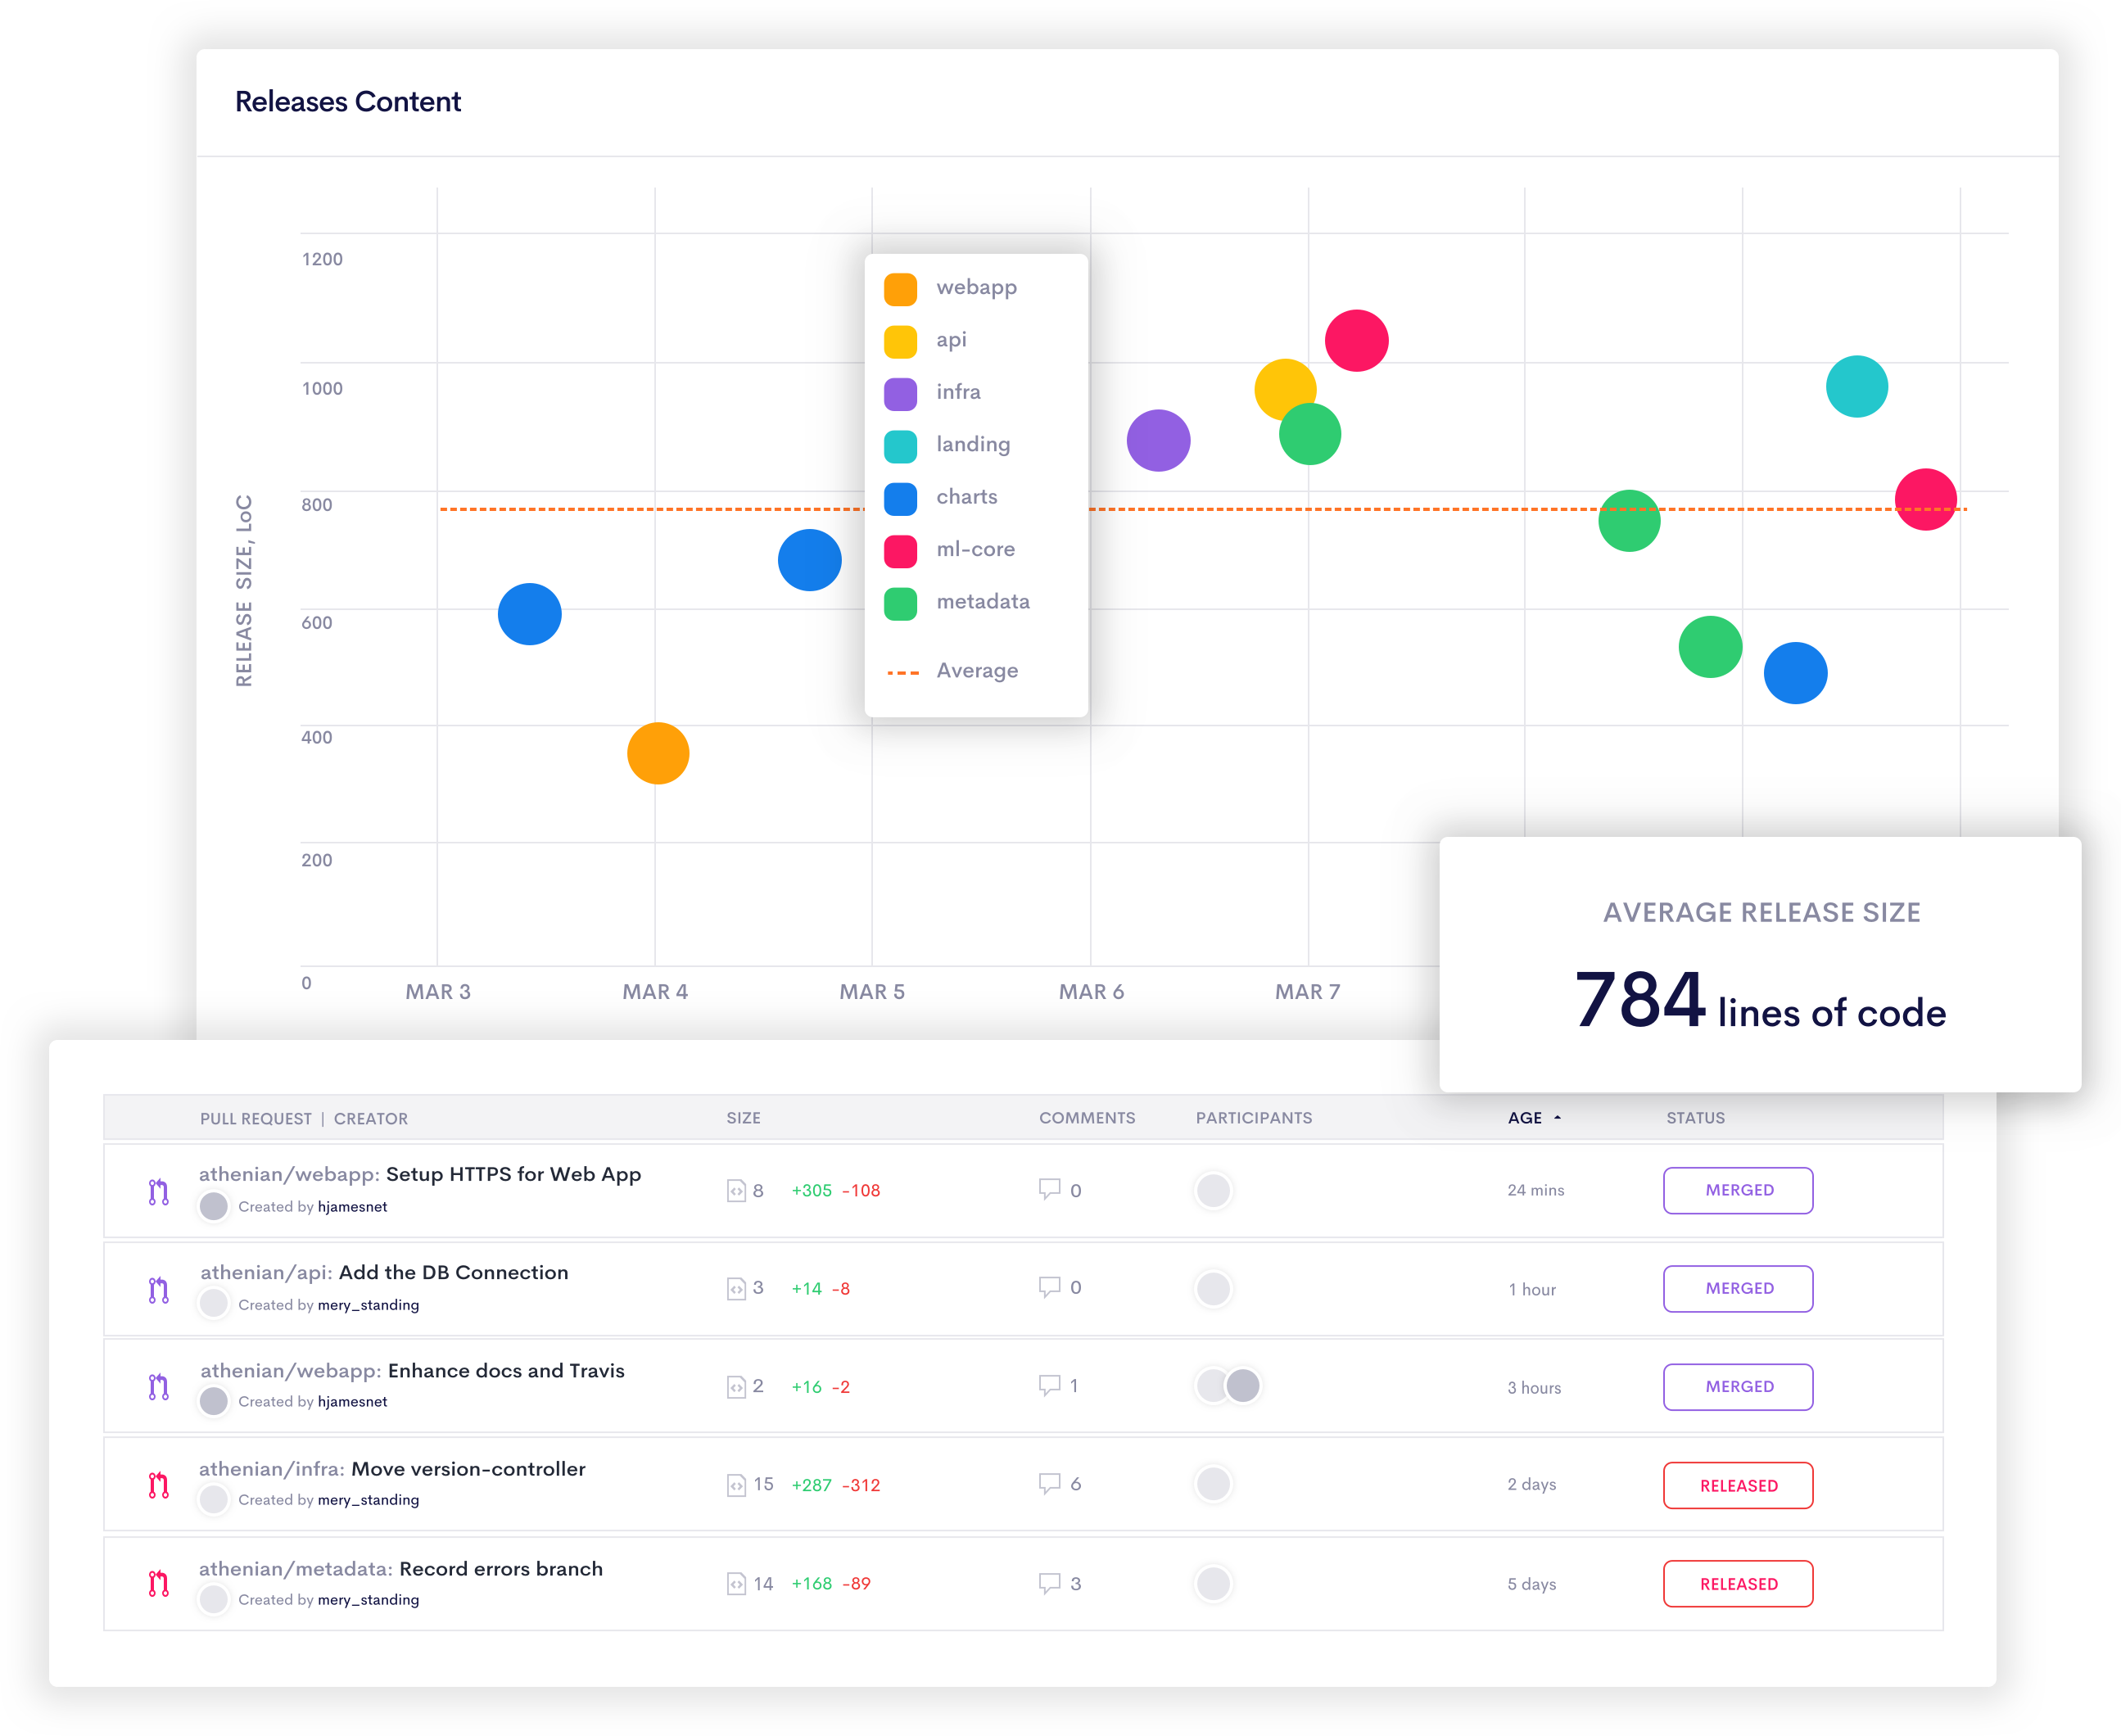 Releases Content
1200
1000
800
600
400
200
0
RELEASE SIZE, LoC
webapp
api
infra
landing
charts
ml-core
metadata
Average
MAR 3 MAR 4 MAR 5 MAR 6 MAR 7
AVERAGE RELEASE SIZE
784 lines of code
PULL REQUEST | CREATOR SIZE COMMENTS PARTICIPANTS AGE STATUS
athenian/webapp: Setup HTTPS for Web App
Created by hjamesnet
8 +305 -108 0 24 mins MERGED
athenian/api: Add the DB Connection
Created by mery_standing
3 +14 -8 0 1 hour MERGED
athenian/webapp: Enhance docs and Travis
Created by hjamesnet
2 +16 -2 1 3 hours MERGED
athenian/infra: Move version-controller
Created by mery_standing
15 +287 -312 6 2 days RELEASED
athenian/metadata: Record errors branch
Created by mery_standing
14 +168 -89 3 5 days RELEASED